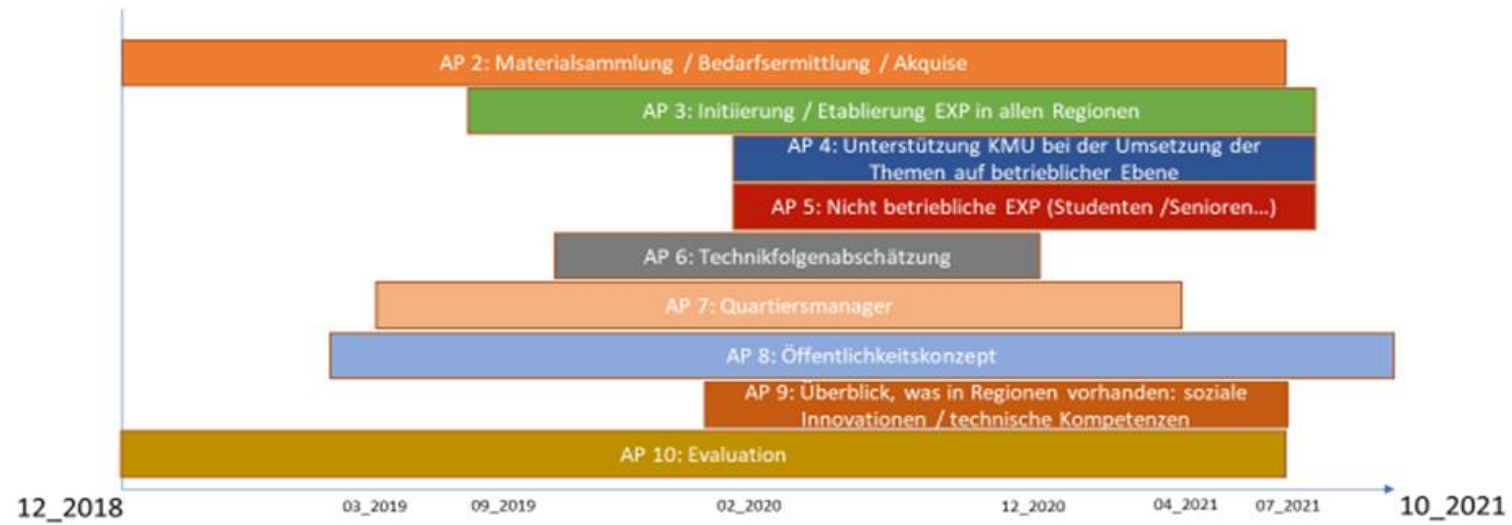 AP 2: Materialsammlung / Bedarfsermittlung / Akquise
AP 3: Initiierung / Etablierung EXP in allen Regionen
AP 4: Unterstützung KMU bei der Umsetzung der
Themen auf betrieblicher Ebene
AP 5: Nicht betriebliche EXP (Studenten /Senioren...)
AP 6: Technikfolgenabschätzung
AP 7: Quartiersmanager
AP 8: Öffentlichkeitskonzept
AP 9: Überblick, was in Regionen vorhanden: soziale
Innovationen / technische Kompetenzen
AP 10: Evaluation
12_2018
03_2019
09_2019
02_2020
12_2020
04_2021
07_2021
10_2021